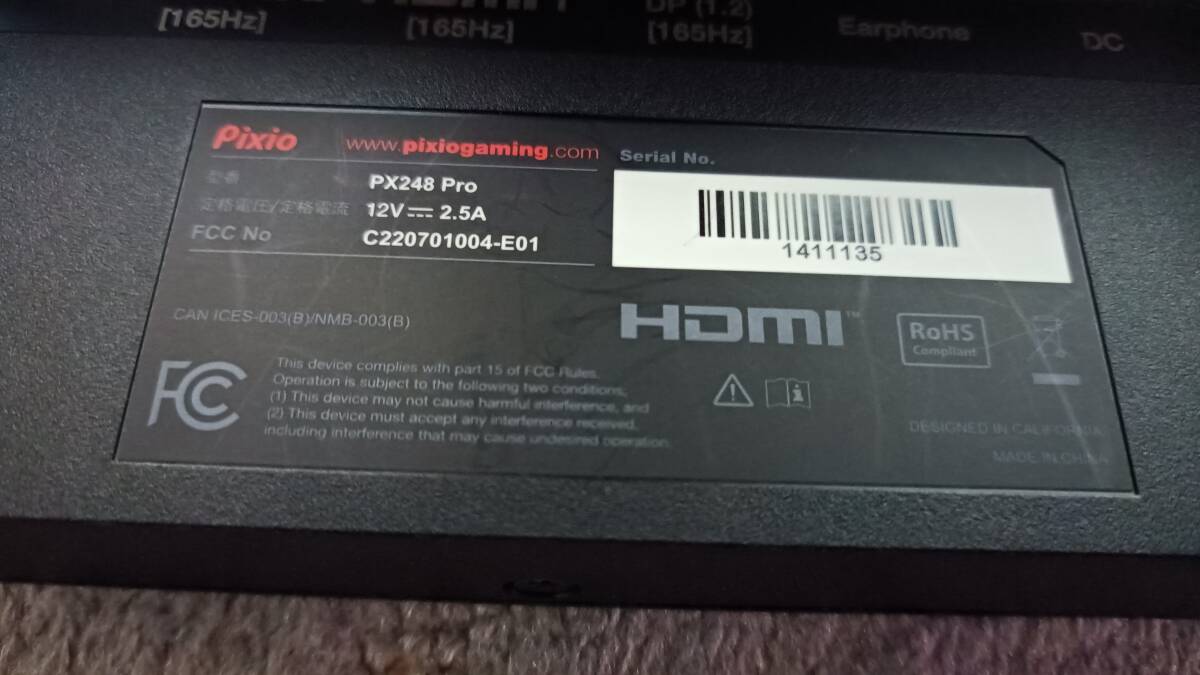 DP (1.2)
[165Hz]
[165Hz]
[165Hz]
Earphone
DC
Pixio
www.pixiogaming.com
型番 PX248 Pro
定格電圧/定格電流 12V 2.5A
FCC No C220701004-E01
Serial No.
1411135
CAN ICES-003(B)/NMB-003(B)
HDMI™
RoHS
Compliant
FC
This device complies with part 15 of FCC Rules.
Operation is subject to the following two conditions,
(1) This device may not cause harmful interference, and
(2) This device must accept any interference received,
including interference that may cause undesired operation.
DESIGNED IN CALIFORNIA
MADE IN CHINA